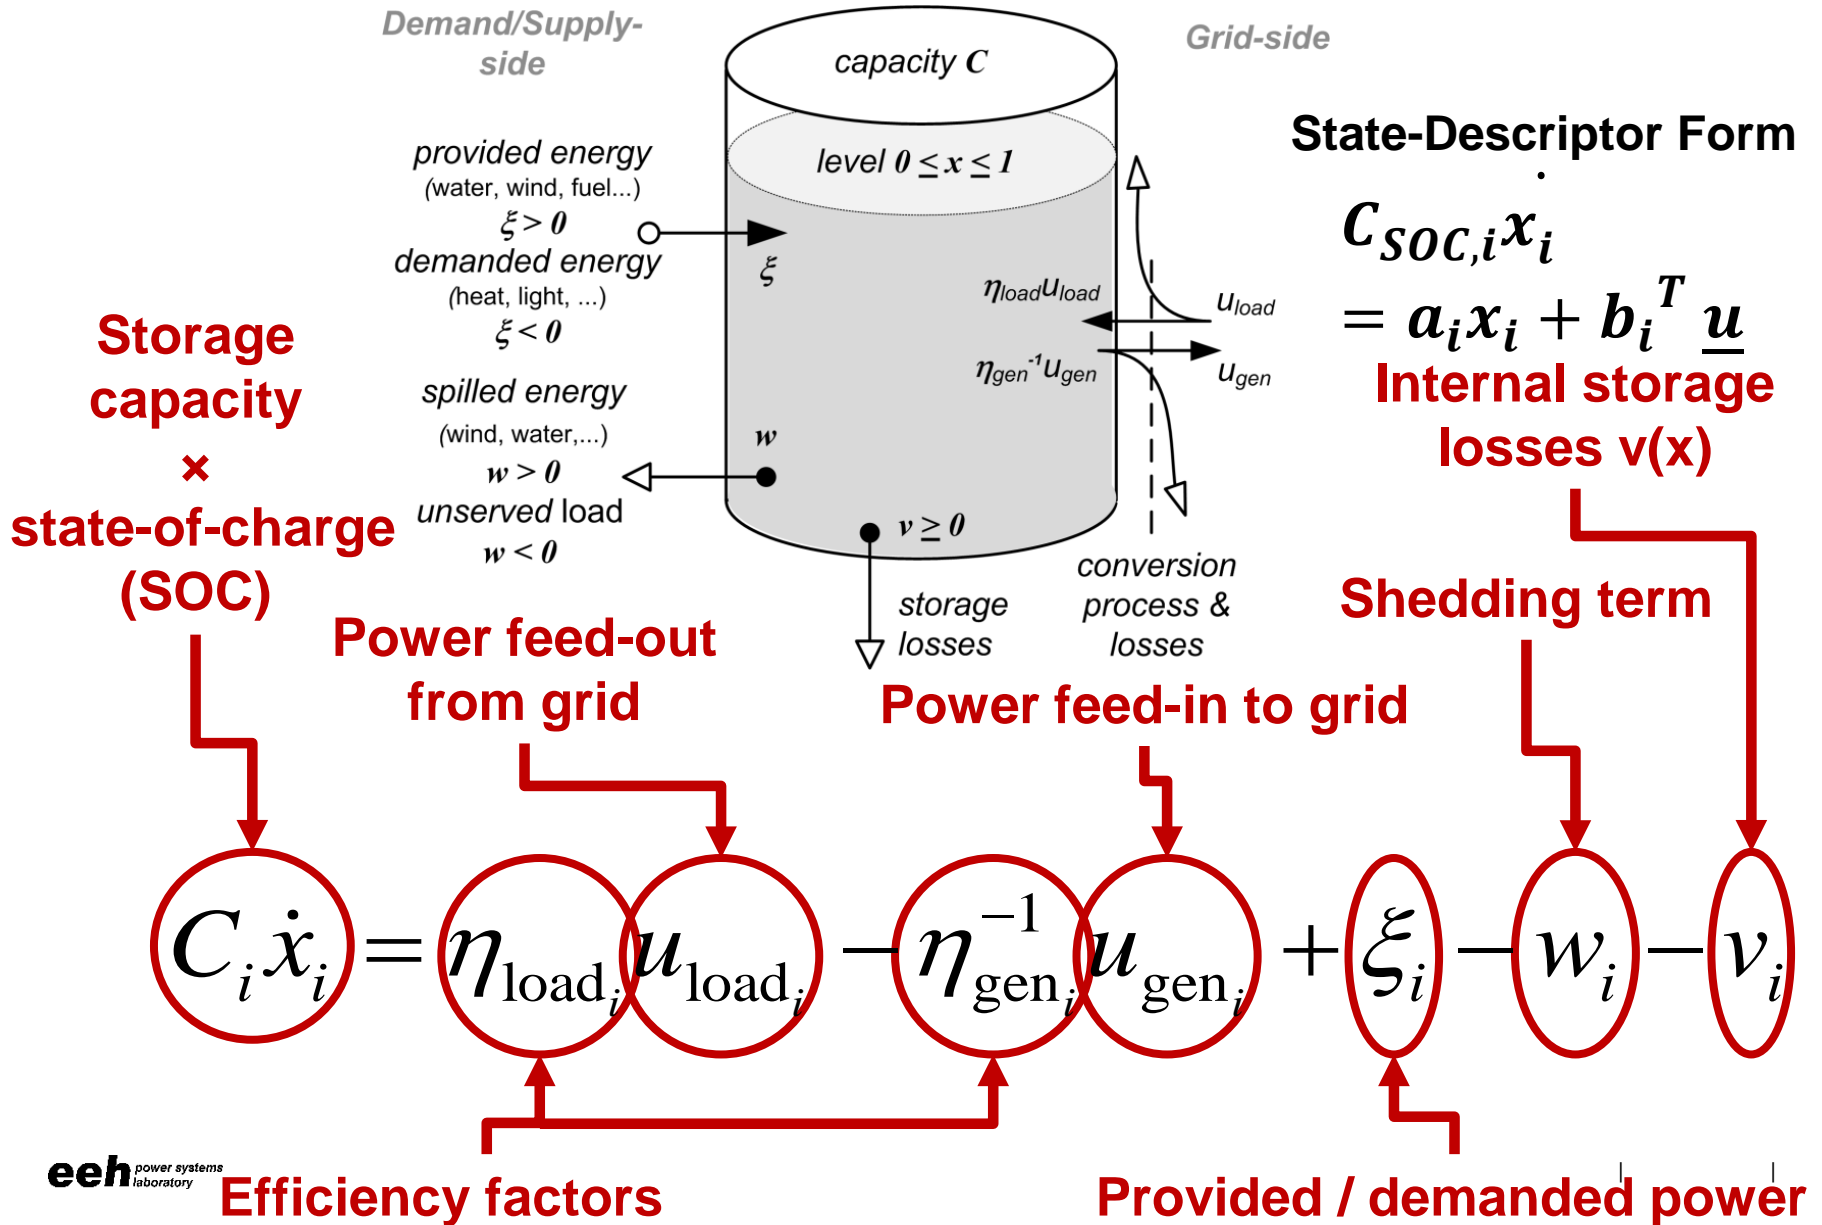 Demand/Supply-
side
Grid-side
capacity C
State-Descriptor Form
provided energy
(water, wind, fuel...)
ξ > 0
level 0 ≤ x ≤ 1
demanded energy
(heat, light, ...)
ξ < 0
ξ
η_load u_load
u_load
η_gen⁻¹ u_gen
u_gen
C_SOC,i ẋ_i
= a_i x_i + b_i^T u
Storage
capacity
×
state-of-charge
(SOC)
spilled energy
(wind, water,...)
w > 0
unserved load
w < 0
w
v ≥ 0
storage
losses
conversion
process &
losses
Internal storage
losses v(x)
Shedding term
Power feed-out
from grid
Power feed-in to grid
C_i ẋ_i = η_load_i u_load_i − η_gen_i⁻¹ u_gen_i + ξ_i − w_i − v_i
eeh power systems
laboratory
Efficiency factors
Provided / demanded power